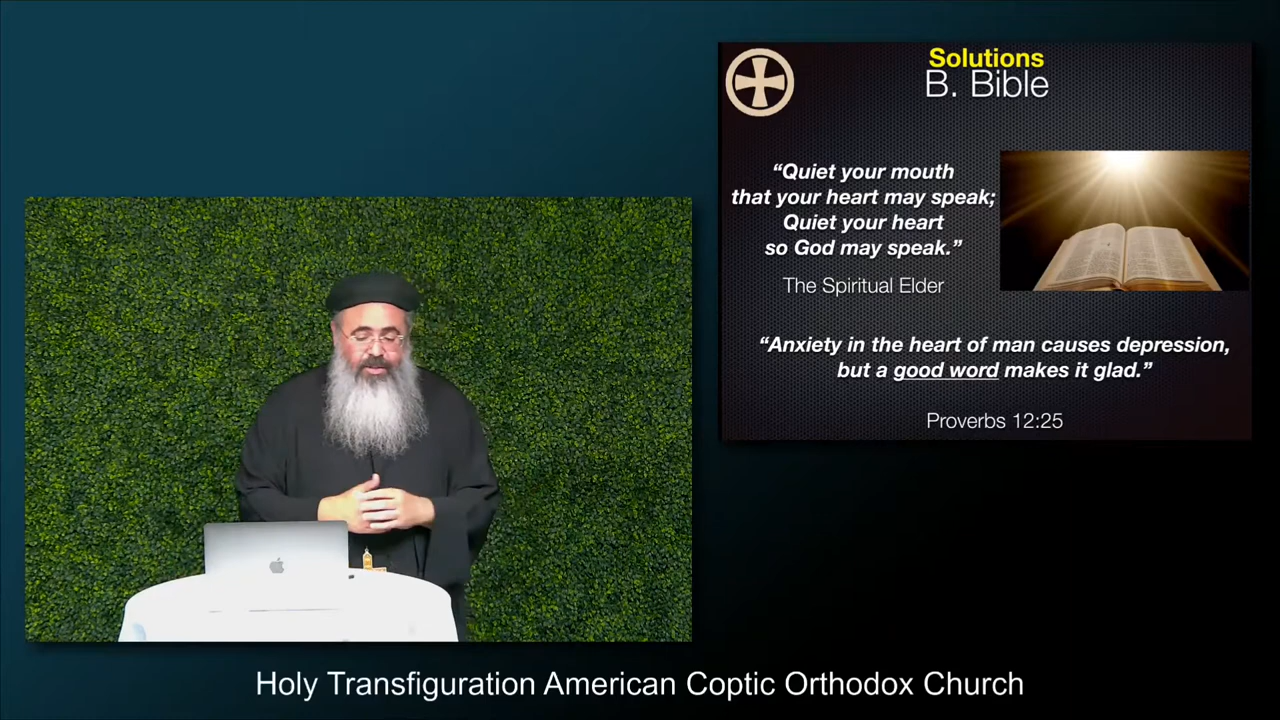 Solutions
B. Bible
“Quiet your mouth
that your heart may speak;
Quiet your heart
so God may speak.”
The Spiritual Elder
“Anxiety in the heart of man causes depression,
but a good word makes it glad.”
Proverbs 12:25
Holy Transfiguration American Coptic Orthodox Church